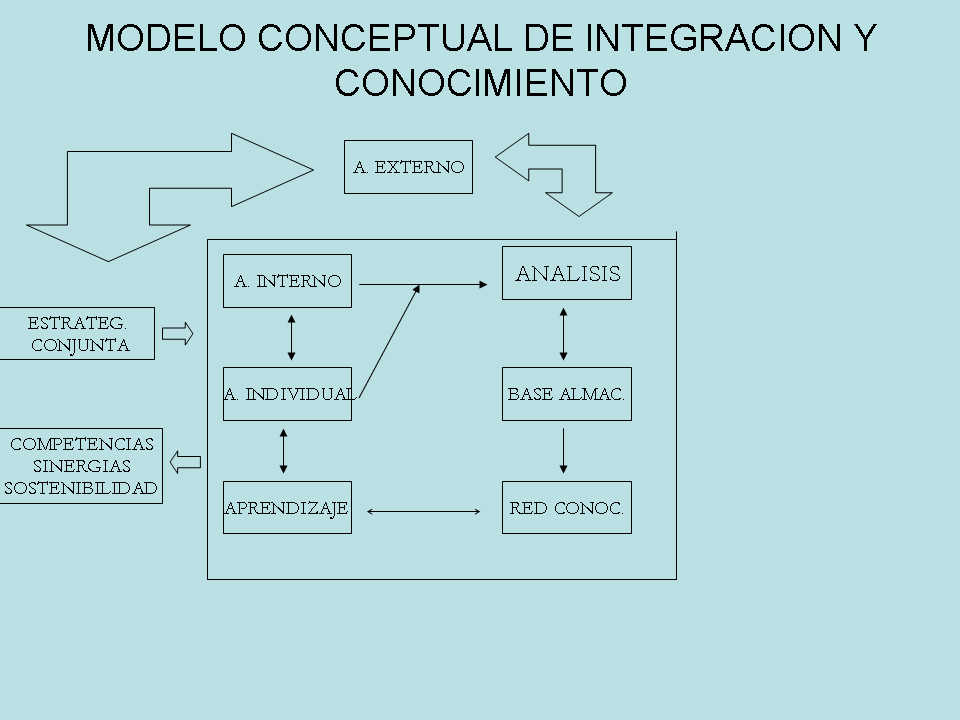 MODELO CONCEPTUAL DE INTEGRACION Y
CONOCIMIENTO
A. EXTERNO
A. INTERNO
ANALISIS
ESTRATEG.
CONJUNTA
A. INDIVIDUAL
BASE ALMAC.
COMPETENCIAS
SINERGIAS
SOSTENIBILIDAD
APRENDIZAJE
RED CONOC.